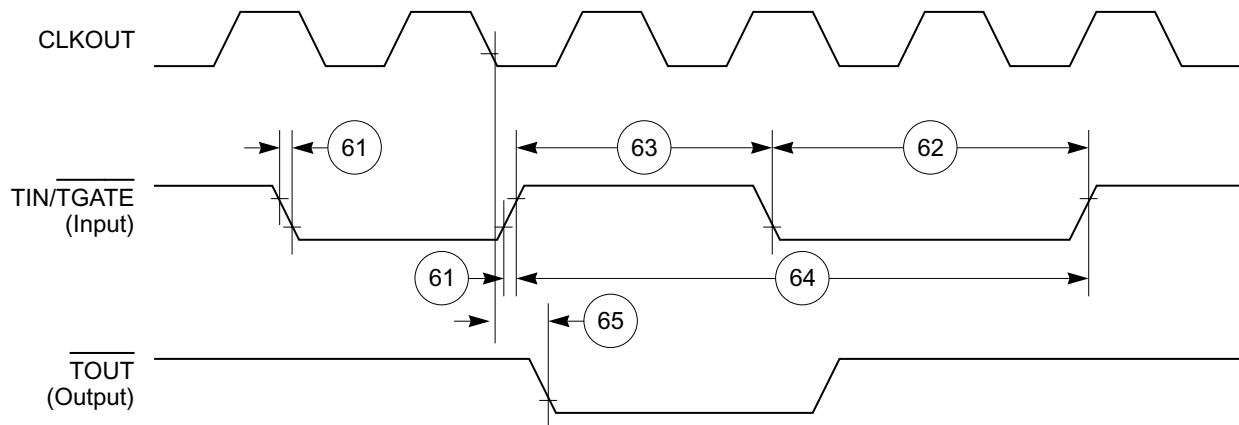 CLKOUT
61
63
62
TIN/TGATE
(Input)
61
64
65
TOUT
(Output)